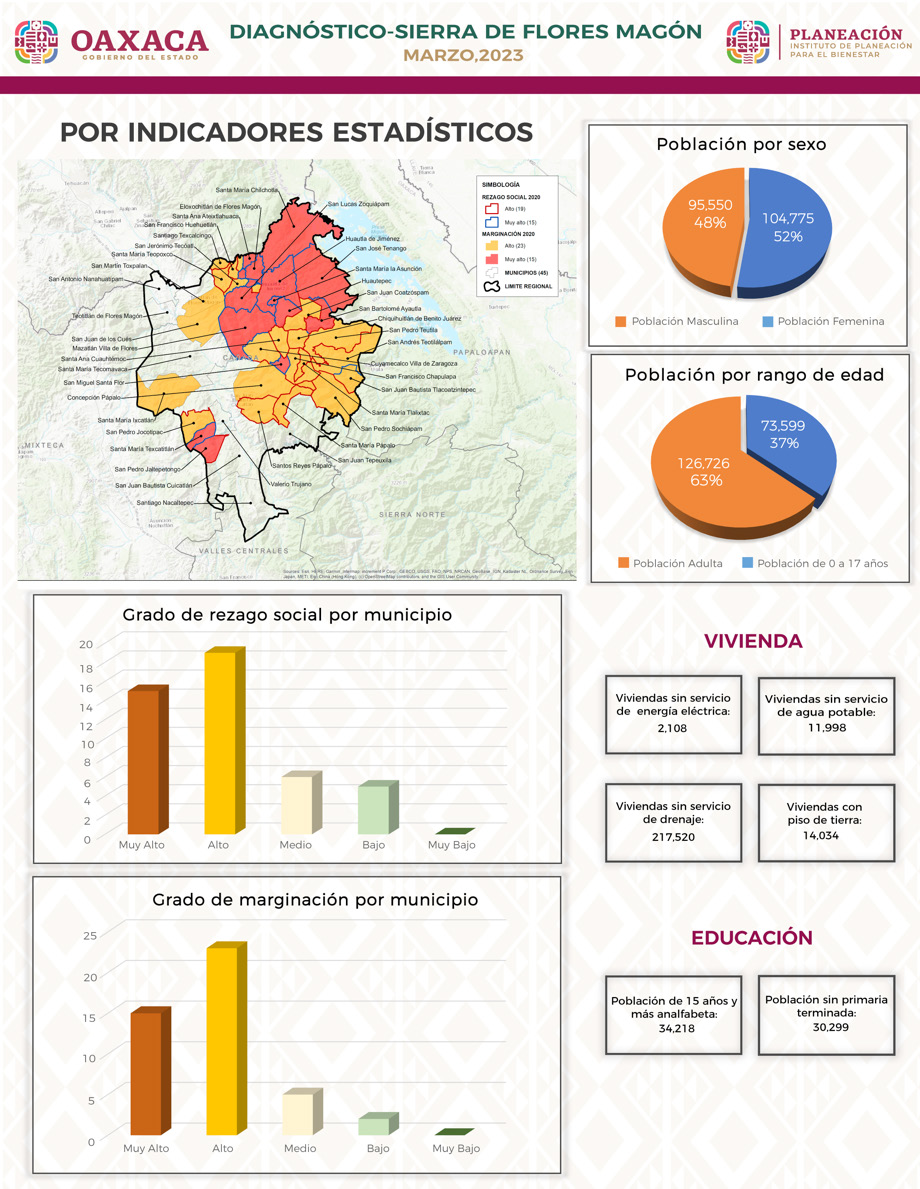 OAXACA
GOBIERNO DEL ESTADO
DIAGNÓSTICO-SIERRA DE FLORES MAGÓN
MARZO,2023
PLANEACIÓN
INSTITUTO DE PLANEACIÓN
PARA EL BIENESTAR
POR INDICADORES ESTADÍSTICOS
SIMBOLOGÍA
REZAGO SOCIAL 2020
Alto (19)
Muy alto (15)
MARGINACIÓN 2020
Alto (23)
Muy alto (15)
MUNICIPIOS (45)
LIMITE REGIONAL
Santa María Chilchotla
San Lucas Zoquiápam
Eloxochitlán de Flores Magón
Santa Ana Ateixtlahuaca
San Francisco Huehuetlán
Santiago Texcalcingo
San Jerónimo Tecóatl
Santa María Teopoxco
San Martín Toxpalan
San Antonio Nanahuatípam
Teotitlán de Flores Magón
San Juan de los Cués
Mazatlán Villa de Flores
Santa Ana Cuauhtémoc
Santa María Tecomavaca
San Miguel Santa Flor
Concepción Pápalo
Santa María Ixcatlán
San Pedro Jocotipac
Santa María Texcatitlán
San Pedro Jaltepetongo
San Juan Bautista Cuicatlán
Santiago Nacaltepec
Huautla de Jiménez
San José Tenango
Santa María la Asunción
Huautepec
San Juan Coatzóspam
San Bartolomé Ayautla
Chiquihuitlán de Benito Juárez
San Pedro Teutila
San Andrés Teotilálpam
Cuyamecalco Villa de Zaragoza
San Francisco Chapulapa
San Juan Bautista Tlacoatzintepec
Santa María Tlalixtac
San Pedro Sochiápam
Santa María Pápalo
San Juan Tepeuxila
Santos Reyes Pápalo
Valerio Trujano
CAÑADA
PAPALOAPAN
MIXTECA
SIERRA NORTE
VALLES CENTRALES
Población por sexo
95,550
48%
104,775
52%
Población Masculina
Población Femenina
Población por rango de edad
73,599
37%
126,726
63%
Población Adulta
Población de 0 a 17 años
Grado de rezago social por municipio
20
18
16
14
12
10
8
6
4
2
0
Muy Alto
Alto
Medio
Bajo
Muy Bajo
VIVIENDA
Viviendas sin servicio
de energía eléctrica:
2,108
Viviendas sin servicio
de agua potable:
11,998
Viviendas sin servicio
de drenaje:
217,520
Viviendas con
piso de tierra:
14,034
Grado de marginación por municipio
25
20
15
10
5
0
Muy Alto
Alto
Medio
Bajo
Muy Bajo
EDUCACIÓN
Población de 15 años y
más analfabeta:
34,218
Población sin primaria
terminada:
30,299